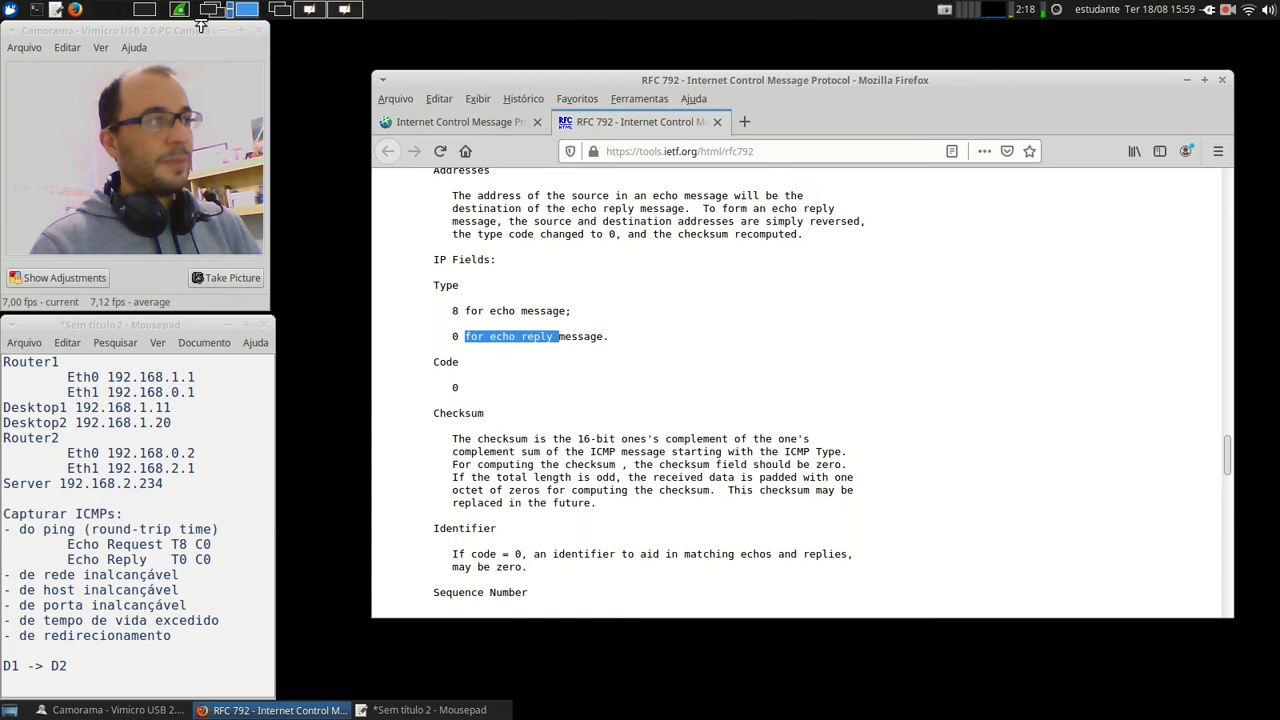 2:18
estudante Ter 18/08 15:59
Camorama - Vimicro USB 2.0 PC Camera
Arquivo Editar Ver Ajuda
Show Adjustments
Take Picture
7,00 fps - current 7,12 fps - average
*Sem título 2 - Mousepad
Arquivo Editar Pesquisar Ver Documento Ajuda
Router1
Eth0 192.168.1.1
Eth1 192.168.0.1
Desktop1 192.168.1.11
Desktop2 192.168.1.20
Router2
Eth0 192.168.0.2
Eth1 192.168.2.1
Server 192.168.2.234
Capturar ICMPs:
- do ping (round-trip time)
Echo Request T8 C0
Echo Reply T0 C0
- de rede inalcançável
- de host inalcançável
- de porta inalcançável
- de tempo de vida excedido
- de redirecionamento
D1 -> D2
RFC 792 - Internet Control Message Protocol - Mozilla Firefox
Arquivo Editar Exibir Histórico Favoritos Ferramentas Ajuda
Internet Control Message Pr
RFC 792 - Internet Control M
https://tools.ietf.org/html/rfc792
Addresses
The address of the source in an echo message will be the
destination of the echo reply message. To form an echo reply
message, the source and destination addresses are simply reversed,
the type code changed to 0, and the checksum recomputed.
IP Fields:
Type
8 for echo message;
0 for echo reply message.
Code
0
Checksum
The checksum is the 16-bit ones's complement of the one's
complement sum of the ICMP message starting with the ICMP Type.
For computing the checksum , the checksum field should be zero.
If the total length is odd, the received data is padded with one
octet of zeros for computing the checksum. This checksum may be
replaced in the future.
Identifier
If code = 0, an identifier to aid in matching echos and replies,
may be zero.
Sequence Number
Camorama - Vimicro USB 2....
RFC 792 - Internet Control M...
*Sem título 2 - Mousepad